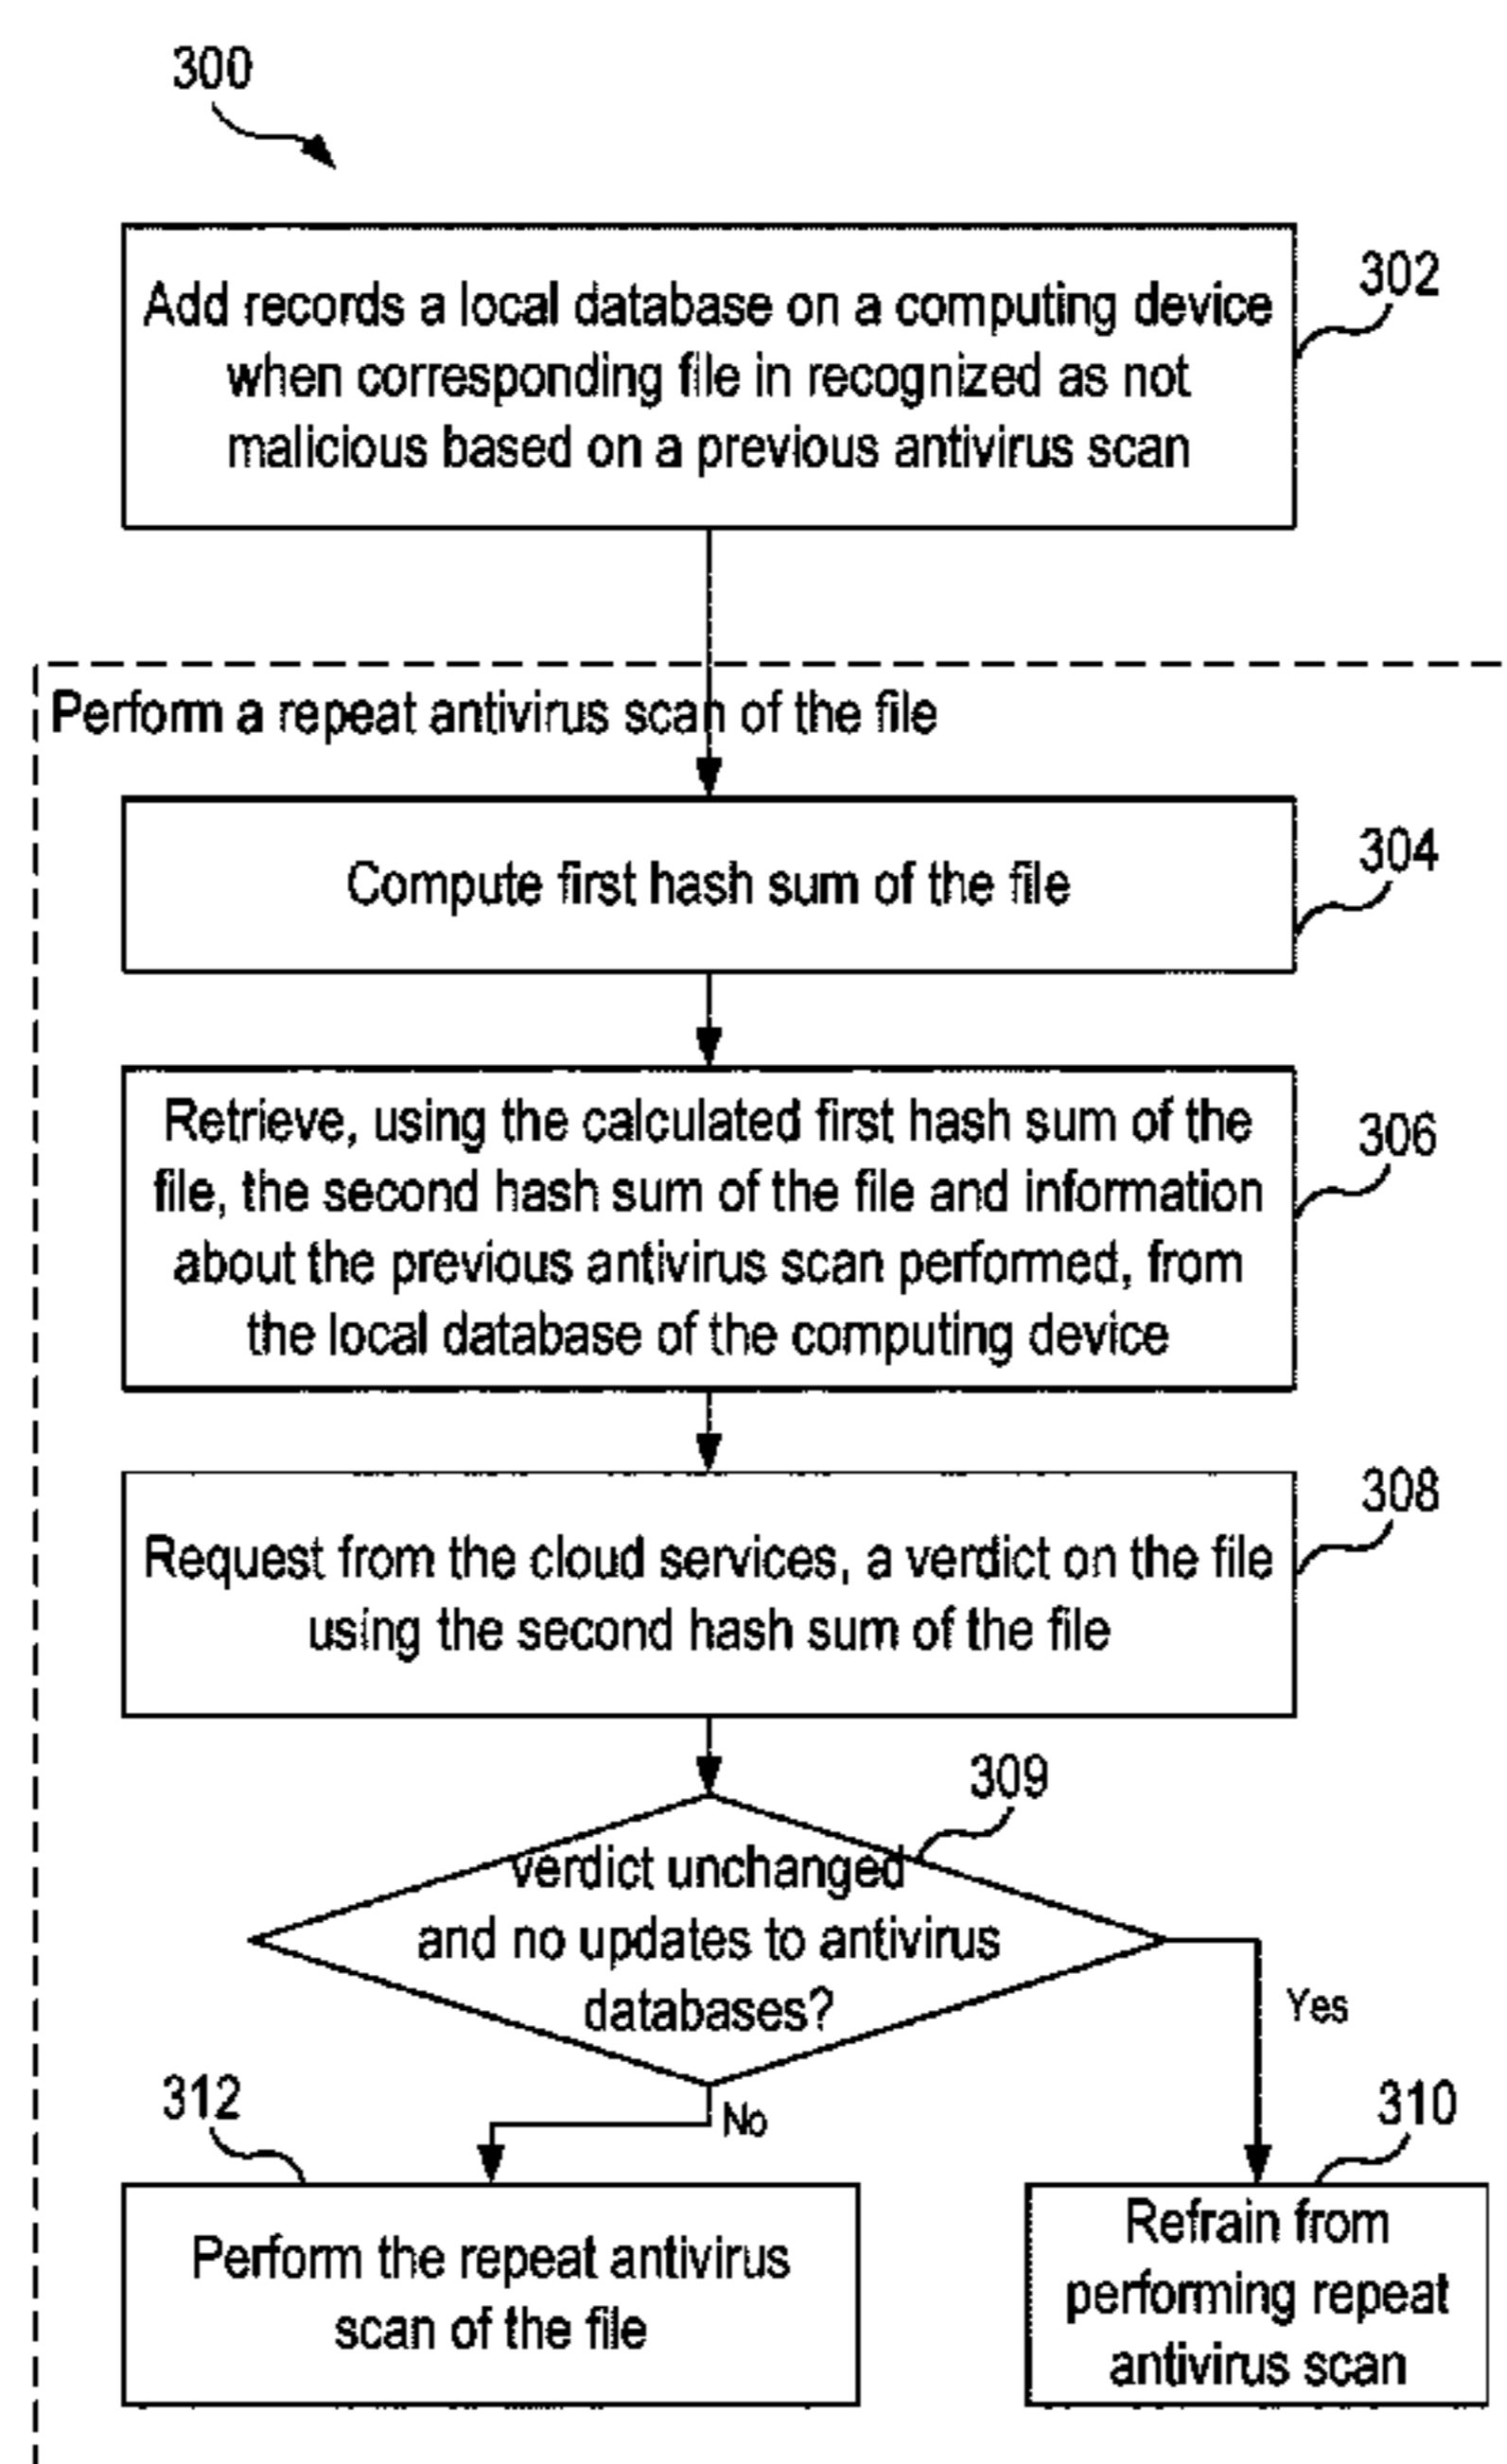 300
Add records a local database on a computing device
when corresponding file in recognized as not
malicious based on a previous antivirus scan
302
Perform a repeat antivirus scan of the file
Compute first hash sum of the file
304
Retrieve, using the calculated first hash sum of the
file, the second hash sum of the file and information
about the previous antivirus scan performed, from
the local database of the computing device
306
Request from the cloud services, a verdict on the file
using the second hash sum of the file
308
309
verdict unchanged
and no updates to antivirus
databases?
Yes
No
312
Perform the repeat antivirus
scan of the file
310
Refrain from
performing repeat
antivirus scan